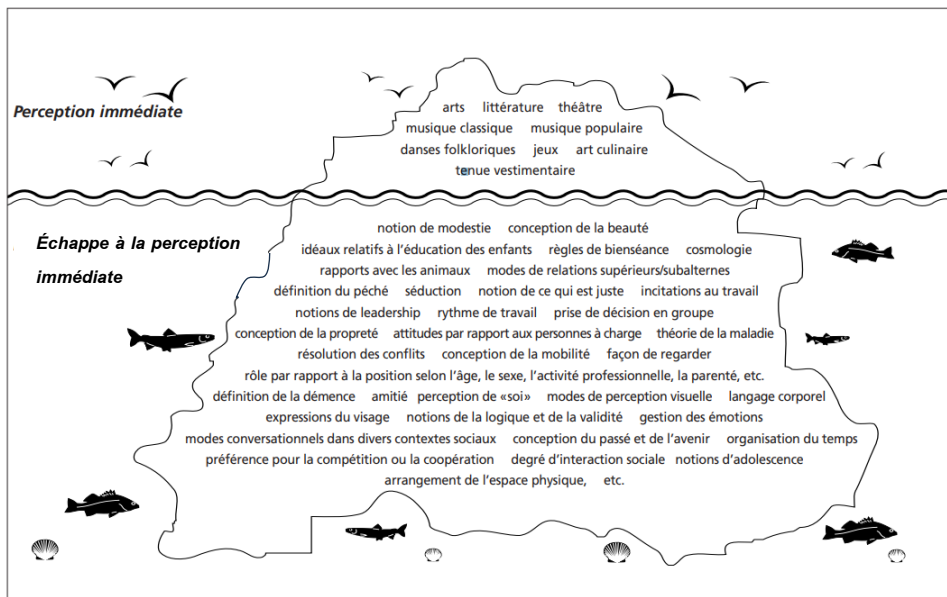 Perception immédiate
arts littérature théâtre
musique classique musique populaire
danses folkloriques jeux art culinaire
tenue vestimentaire
Échappe à la perception
immédiate
notion de modestie conception de la beauté
idéaux relatifs à l'éducation des enfants règles de bienséance cosmologie
rapports avec les animaux modes de relations supérieurs/subalternes
définition du péché séduction notion de ce qui est juste incitations au travail
notions de leadership rythme de travail prise de décision en groupe
conception de la propreté attitudes par rapport aux personnes à charge théorie de la maladie
résolution des conflits conception de la mobilité façon de regarder
rôle par rapport à la position selon l'âge, le sexe, l'activité professionnelle, la parenté, etc.
définition de la démence amitié perception de «soi» modes de perception visuelle langage corporel
expressions du visage notions de la logique et de la validité gestion des émotions
modes conversationnels dans divers contextes sociaux conception du passé et de l'avenir organisation du temps
préférence pour la compétition ou la coopération degré d'interaction sociale notions d'adolescence
arrangement de l'espace physique, etc.